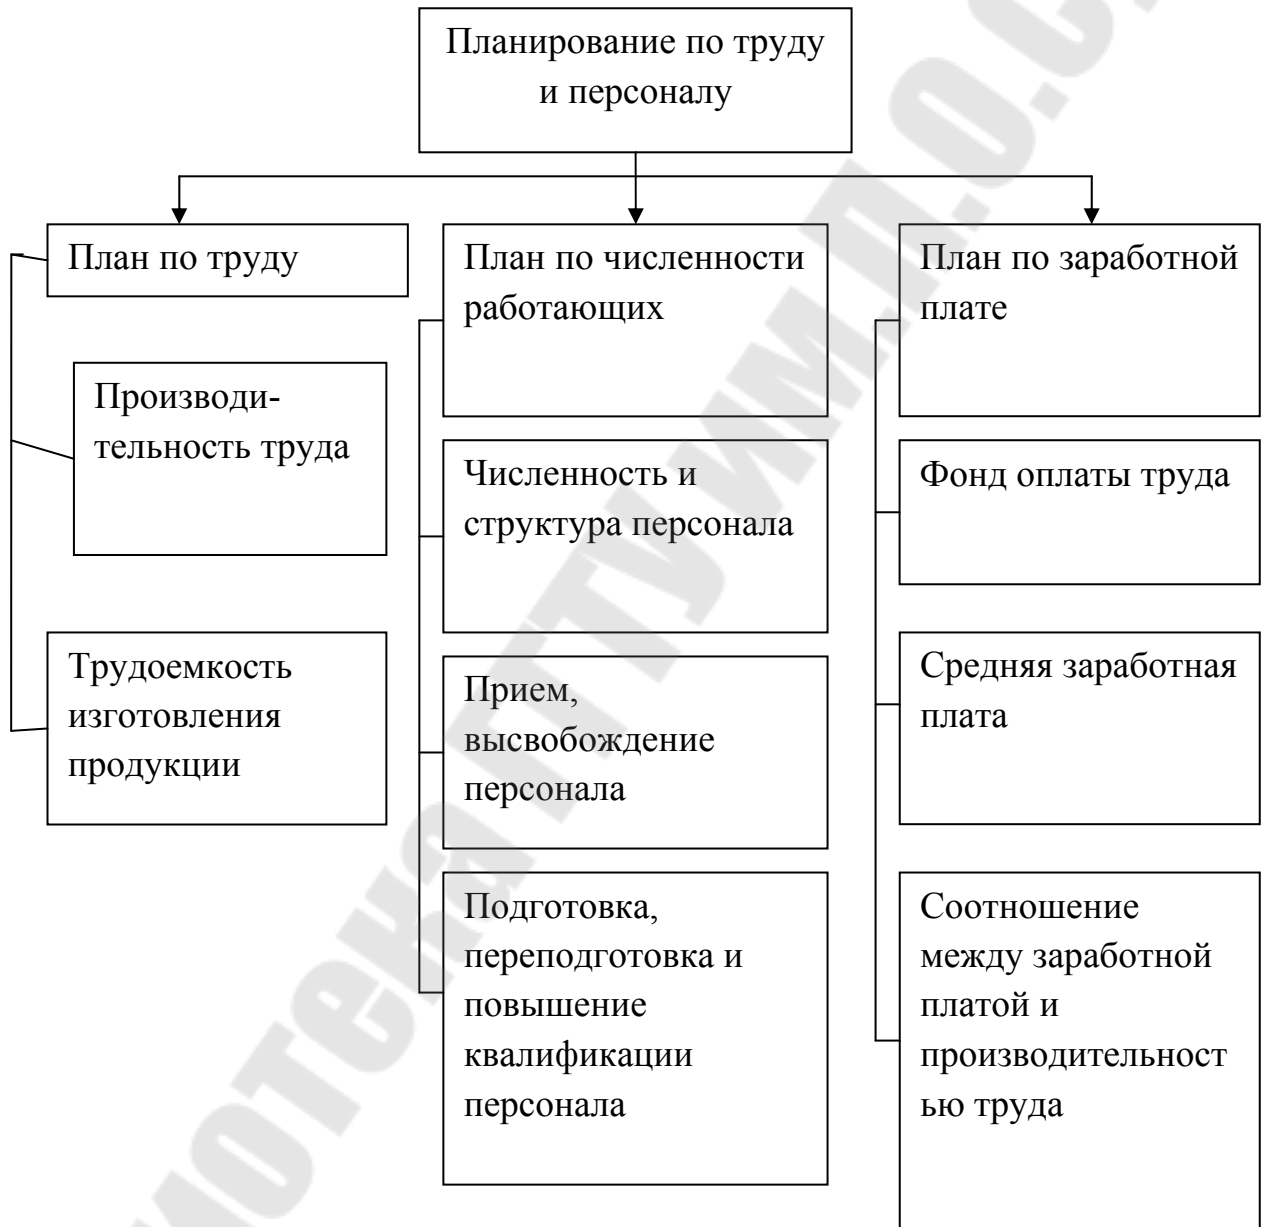 Планирование по труду
и персоналу
План по труду
Производи-
тельность труда
Трудоемкость
изготовления
продукции
План по численности
работающих
Численность и
структура персонала
Прием,
высвобождение
персонала
Подготовка,
переподготовка и
повышение
квалификации
персонала
План по заработной
плате
Фонд оплаты труда
Средняя заработная
плата
Соотношение
между заработной
платой и
производительност
ью труда